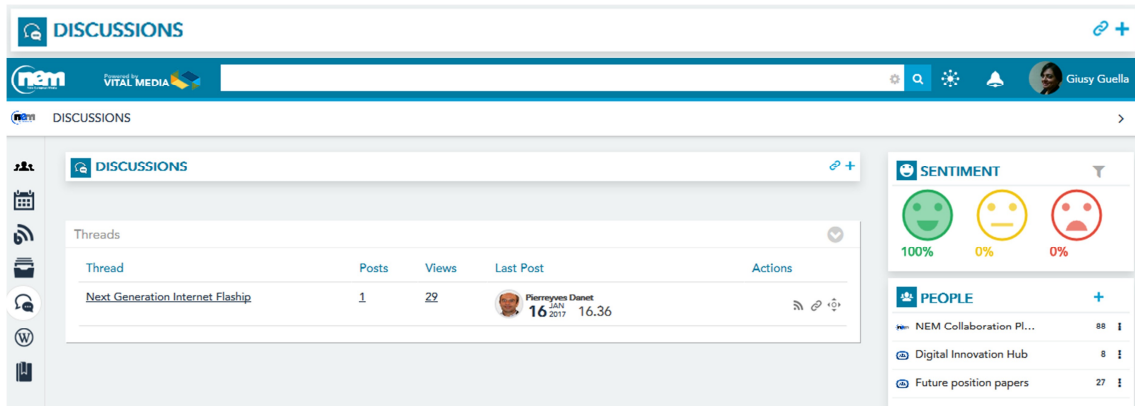 DISCUSSIONS
nem Powered by VITAL MEDIA Giusy Guella
nem DISCUSSIONS
DISCUSSIONS
Threads
Thread Posts Views Last Post Actions
Next Generation Internet Flaship 1 29 Pierreyves Danet
16 JAN 2017 16.36
SENTIMENT
100% 0% 0%
PEOPLE
nem NEM Collaboration Pl... 88
Digital Innovation Hub 8
Future position papers 27